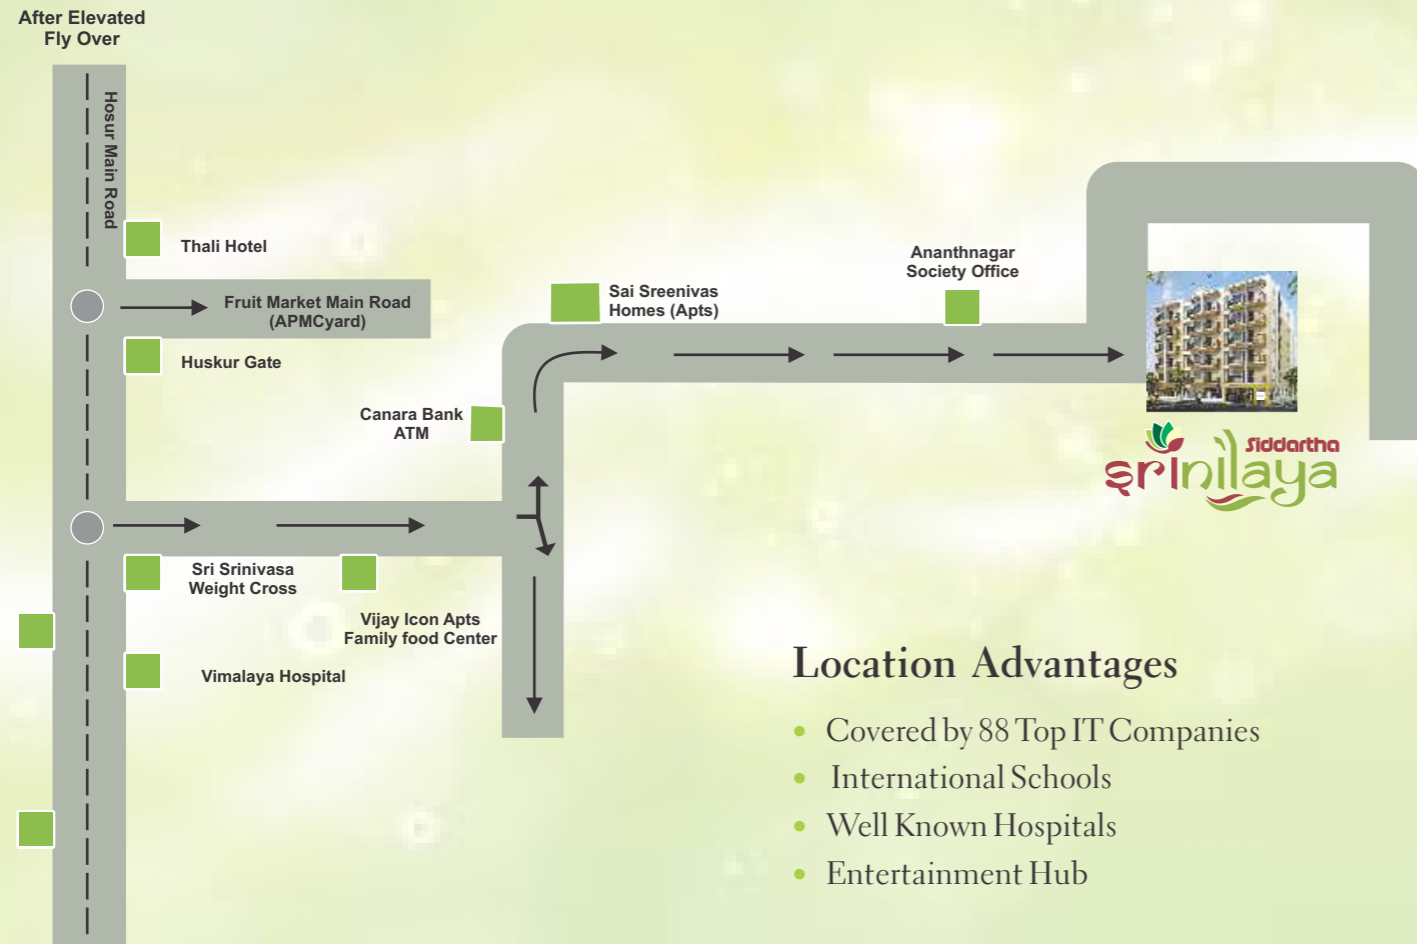 After Elevated
Fly Over
Hosur Main Road
Thali Hotel
Fruit Market Main Road
(APMCyard)
Huskur Gate
Sai Sreenivas
Homes (Apts)
Ananthnagar
Society Office
Canara Bank
ATM
Siddartha
Srinilaya
Sri Srinivasa
Weight Cross
Vijay Icon Apts
Family food Center
Vimalaya Hospital
Location Advantages
• Covered by 88 Top IT Companies
• International Schools
• Well Known Hospitals
• Entertainment Hub